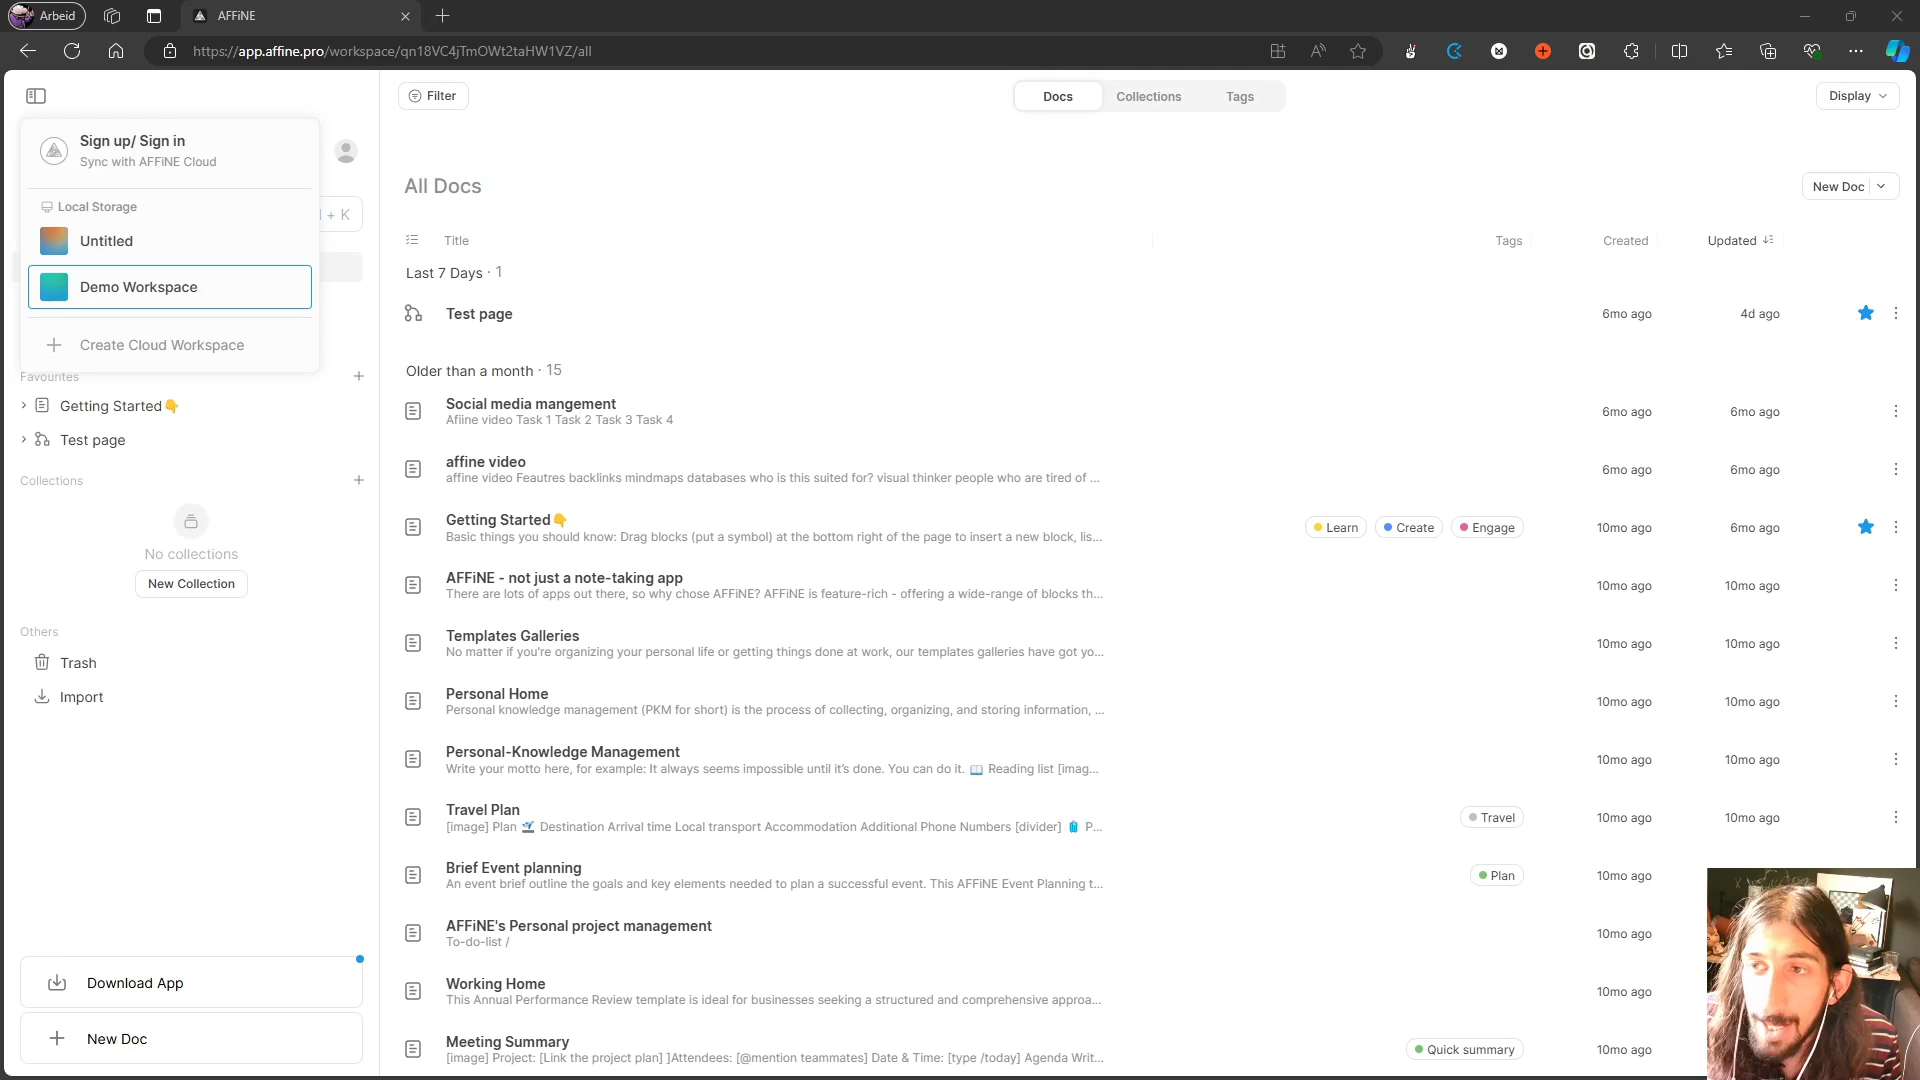 Arbeid
AFFiNE
https://app.affine.pro/workspace/qn18VC4jTmOWt2taHW1VZ/all
Filter
Docs
Collections
Tags
Display
Sign up/ Sign in
Sync with AFFiNE Cloud
Local Storage
Untitled
Demo Workspace
Create Cloud Workspace
+ K
Favourites
Getting Started👇
Test page
Collections
No collections
New Collection
Others
Trash
Import
Download App
New Doc
All Docs
New Doc
Title Tags Created Updated
Last 7 Days · 1
Test page 6mo ago 4d ago
Older than a month · 15
Social media mangement
Afiine video Task 1 Task 2 Task 3 Task 4
6mo ago 6mo ago
affine video
affine video Feautres backlinks mindmaps databases who is this suited for? visual thinker people who are tired of ...
6mo ago 6mo ago
Getting Started👇
Basic things you should know: Drag blocks (put a symbol) at the bottom right of the page to insert a new block, lis...
Learn Create Engage 10mo ago 6mo ago
AFFiNE - not just a note-taking app
There are lots of apps out there, so why chose AFFiNE? AFFiNE is feature-rich - offering a wide-range of blocks th...
10mo ago 10mo ago
Templates Galleries
No matter if you're organizing your personal life or getting things done at work, our templates galleries have got yo...
10mo ago 10mo ago
Personal Home
Personal knowledge management (PKM for short) is the process of collecting, organizing, and storing information, ...
10mo ago 10mo ago
Personal-Knowledge Management
Write your motto here, for example: It always seems impossible until it's done. You can do it. 📖 Reading list [imag...
10mo ago 10mo ago
Travel Plan
[image] Plan 🛫 Destination Arrival time Local transport Accommodation Additional Phone Numbers [divider] 🧳 P...
Travel 10mo ago 10mo ago
Brief Event planning
An event brief outline the goals and key elements needed to plan a successful event. This AFFiNE Event Planning t...
Plan 10mo ago
AFFiNE's Personal project management
To-do-list /
10mo ago
Working Home
This Annual Performance Review template is ideal for businesses seeking a structured and comprehensive approa...
10mo ago
Meeting Summary
[image] Project: [Link the project plan] ]Attendees: [@mention teammates] Date & Time: [type /today] Agenda Writ...
Quick summary 10mo ago